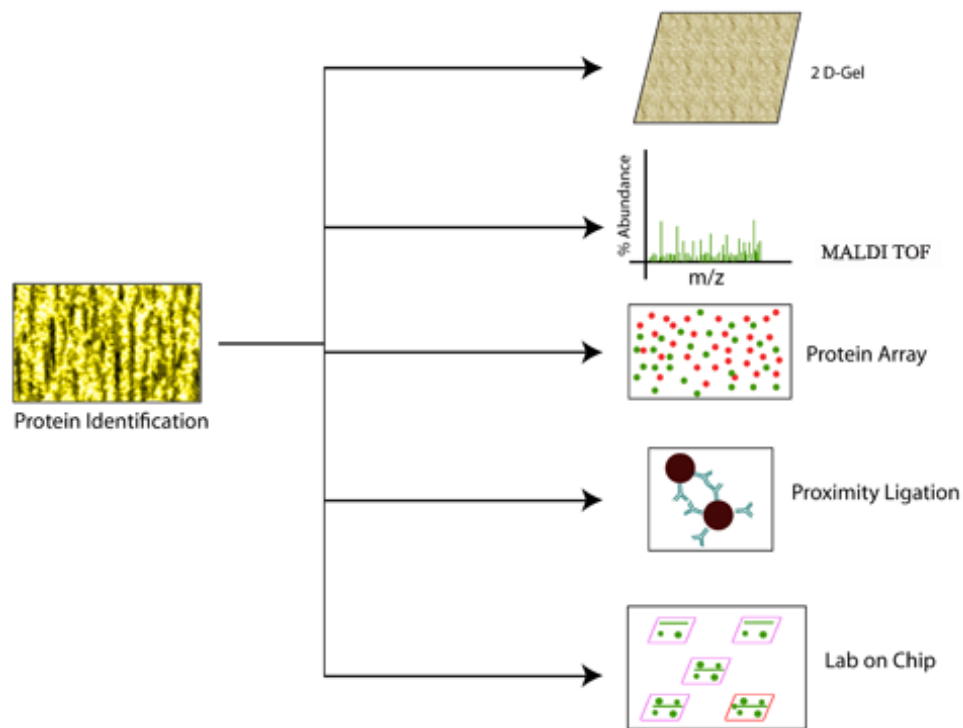 2 D-Gel
% Abundance
m/z
MALDI TOF
Protein Array
Protein Identification
Proximity Ligation
Lab on Chip